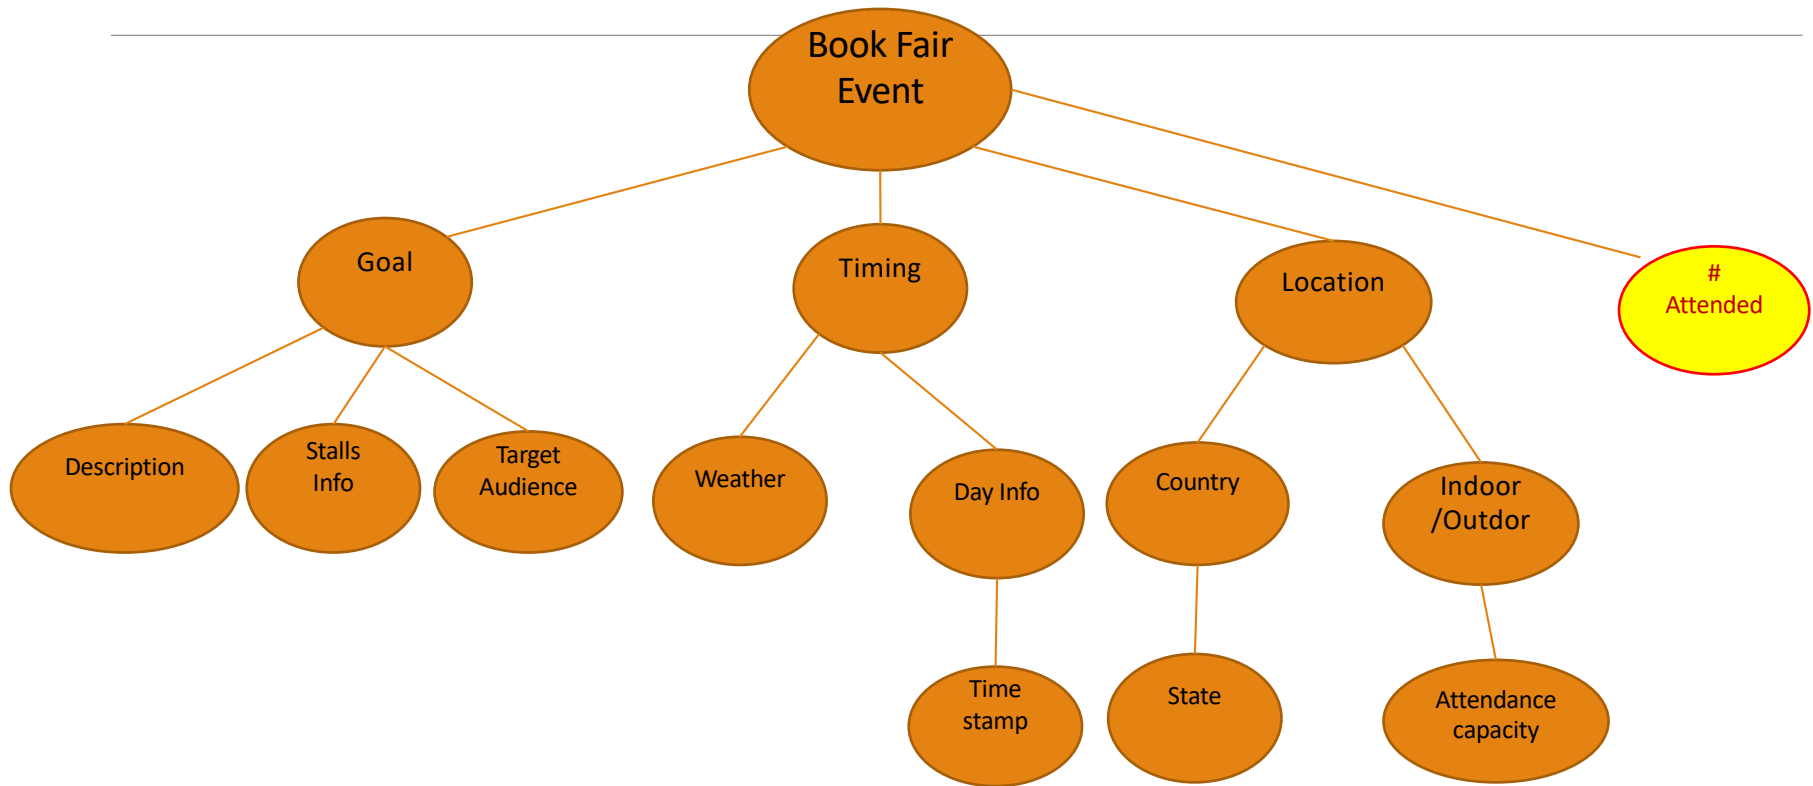 Book Fair
Event
Goal
Timing
Location
#
Attended
Description
Stalls
Info
Target
Audience
Weather
Day Info
Country
Indoor
/Outdor
Time
stamp
State
Attendance
capacity